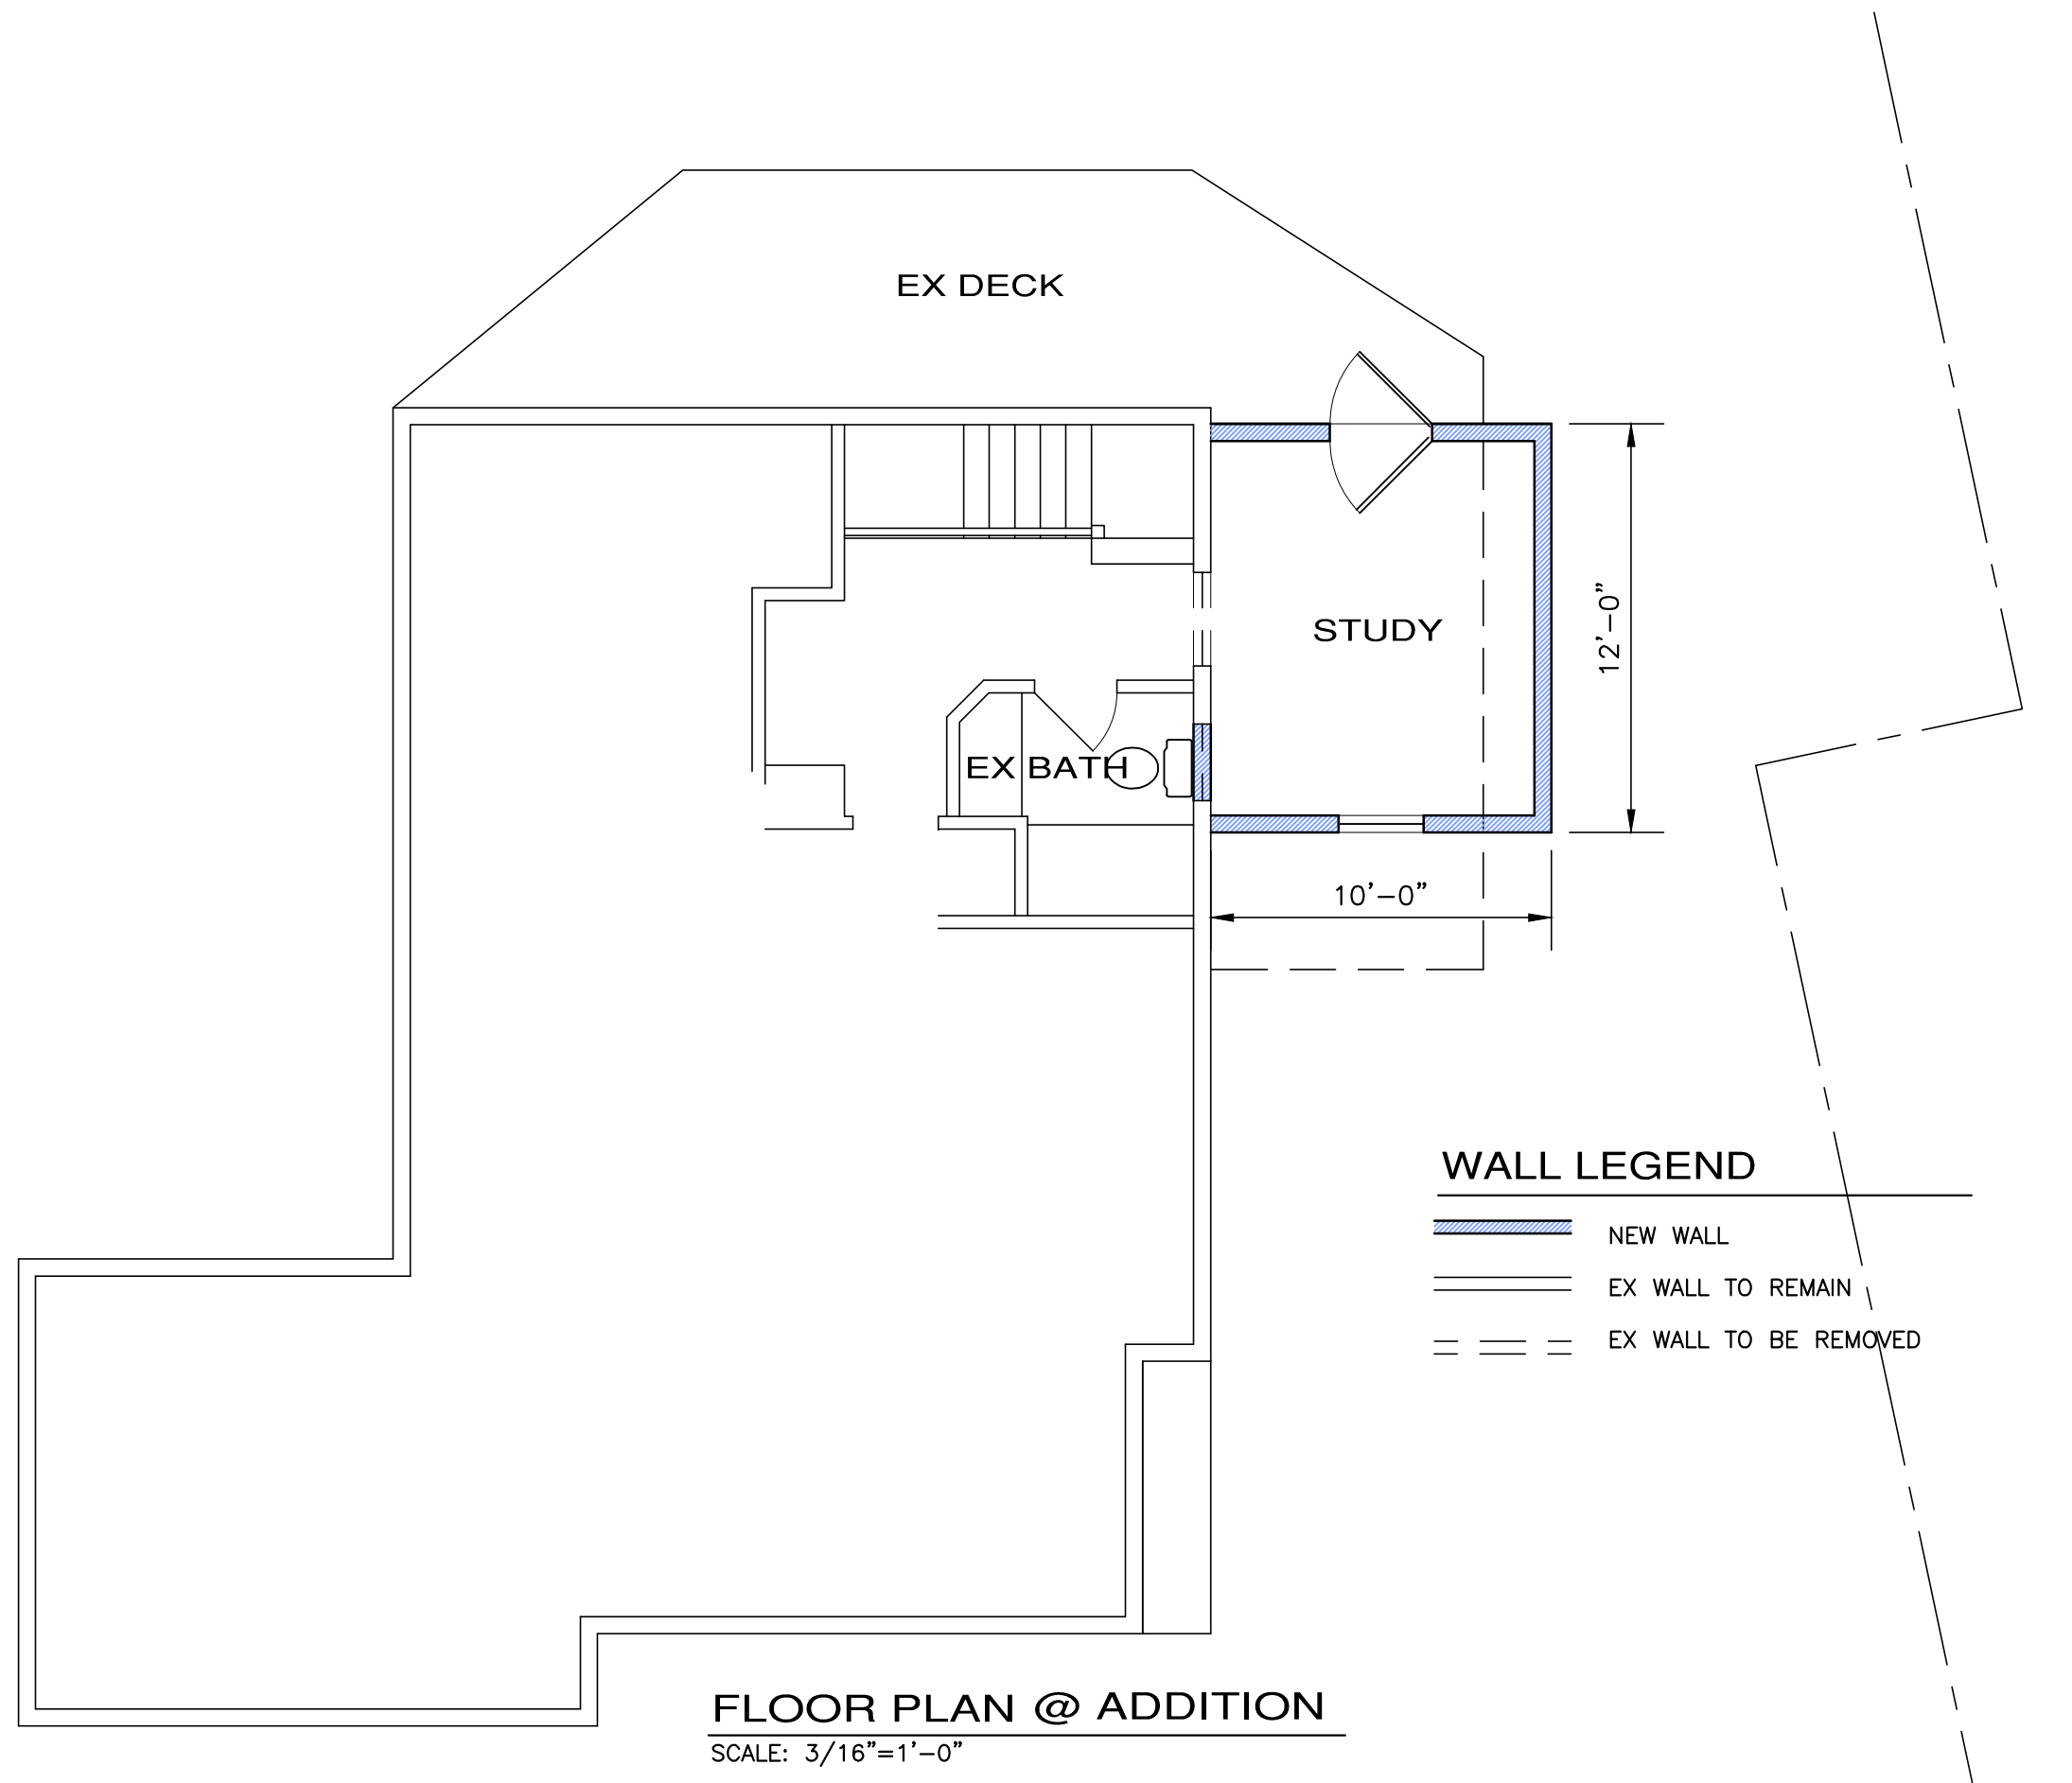 EX DECK
STUDY
12'-0"
EX BATH
10'-0"
WALL LEGEND
NEW WALL
EX WALL TO REMAIN
EX WALL TO BE REMOVED
FLOOR PLAN @ ADDITION
SCALE: 3/16"=1'-0"